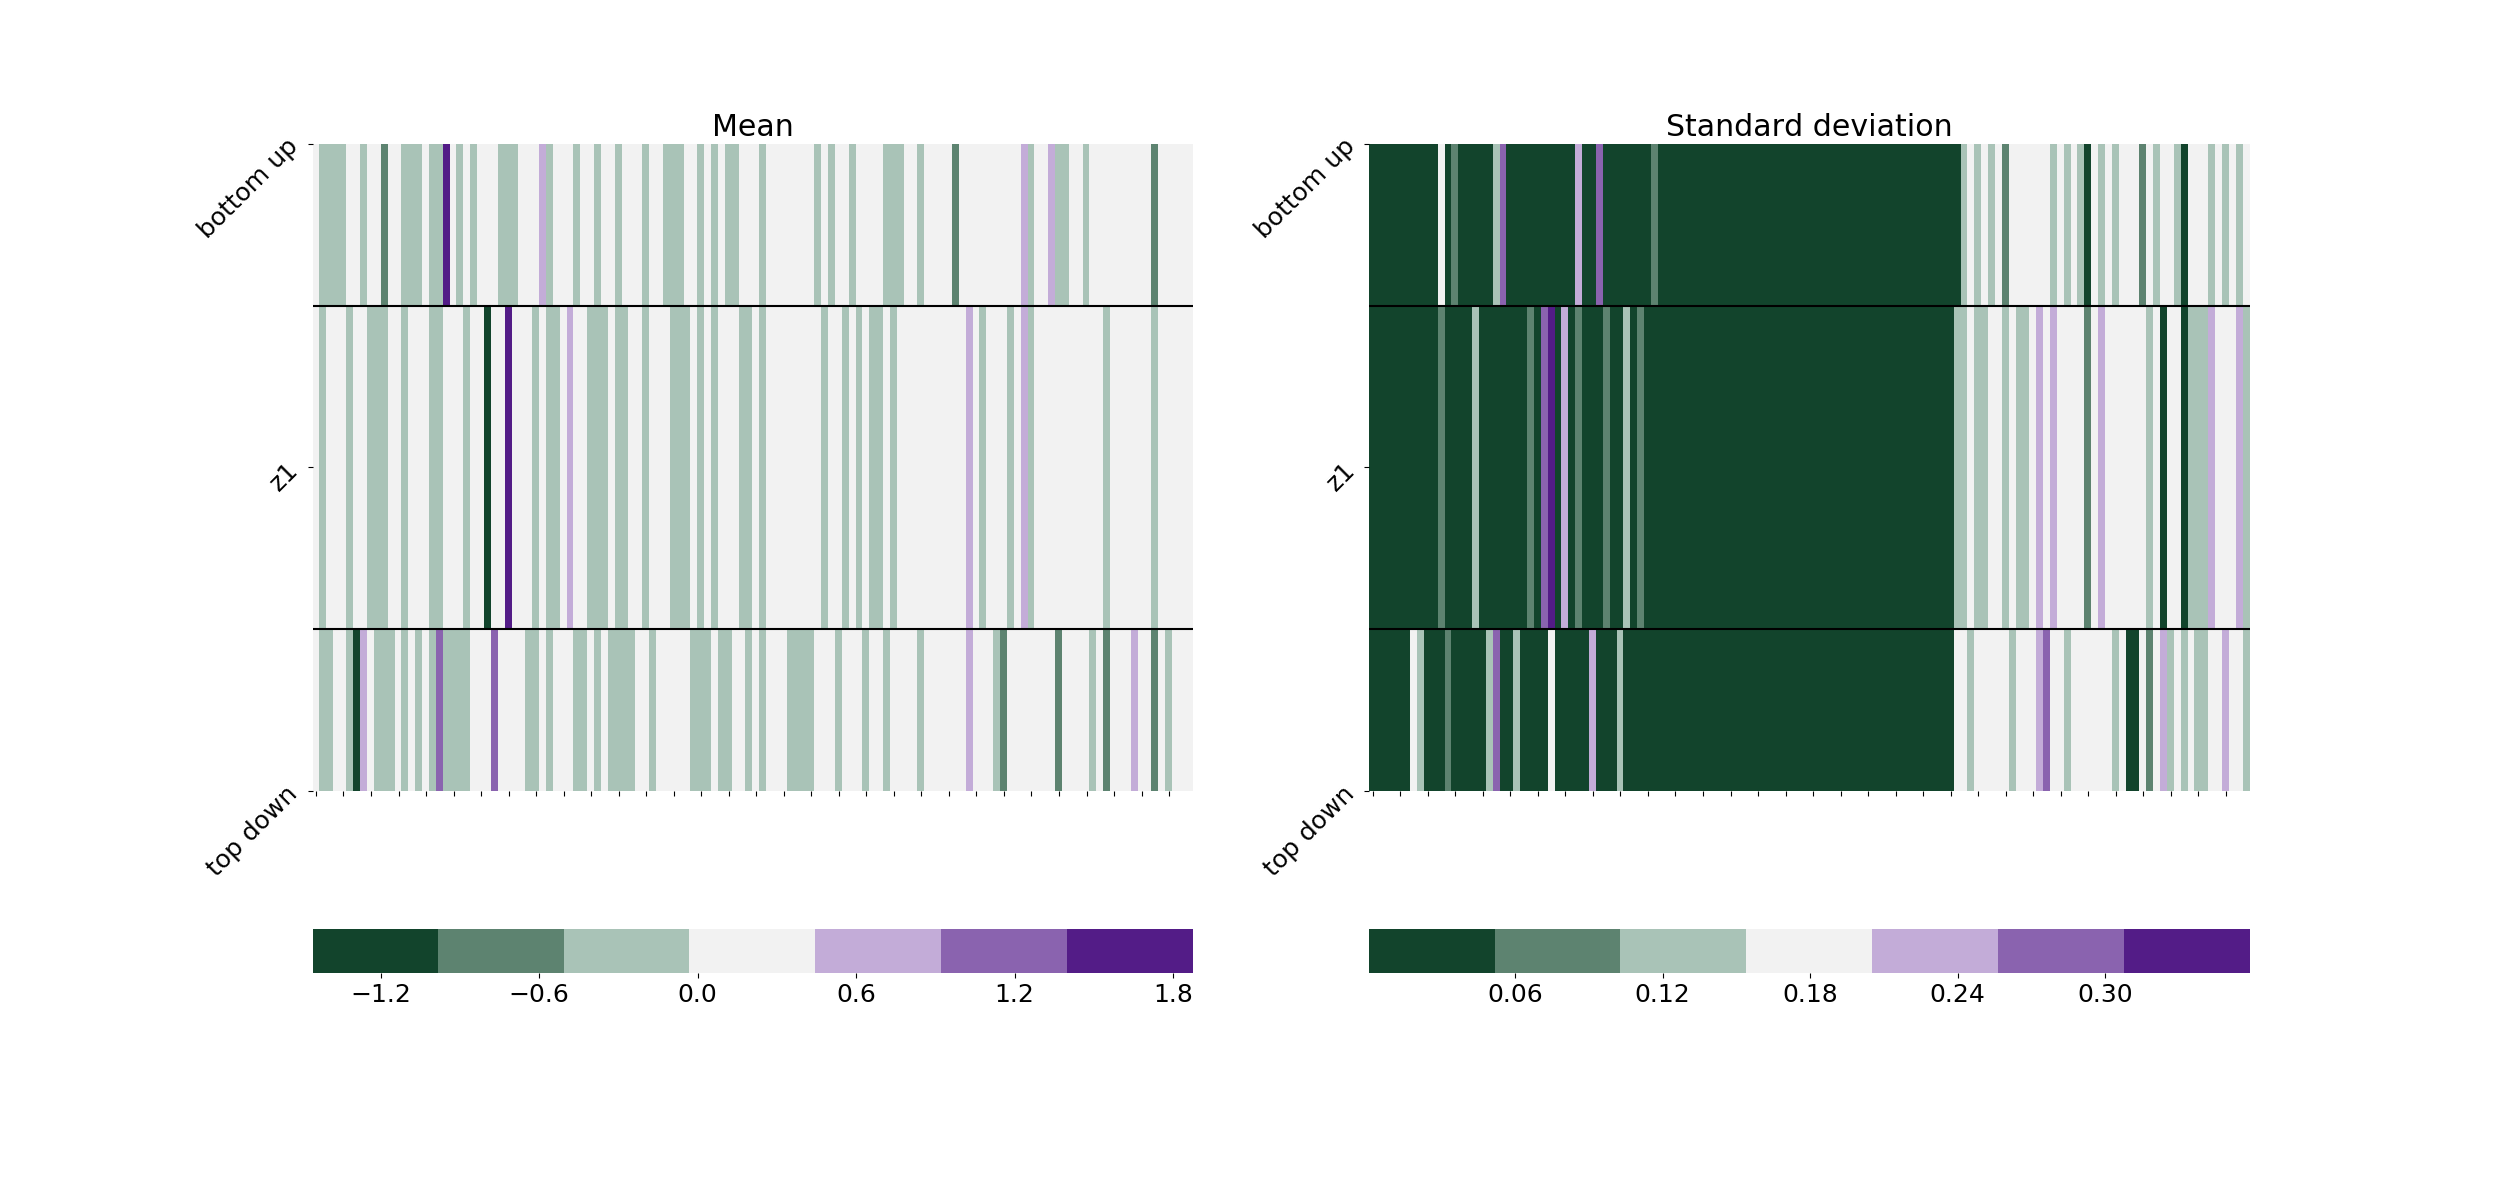 Mean
bottom up
z1
top down
−1.2 −0.6 0.0 0.6 1.2 1.8
Standard deviation
bottom up
z1
top down
0.06 0.12 0.18 0.24 0.30